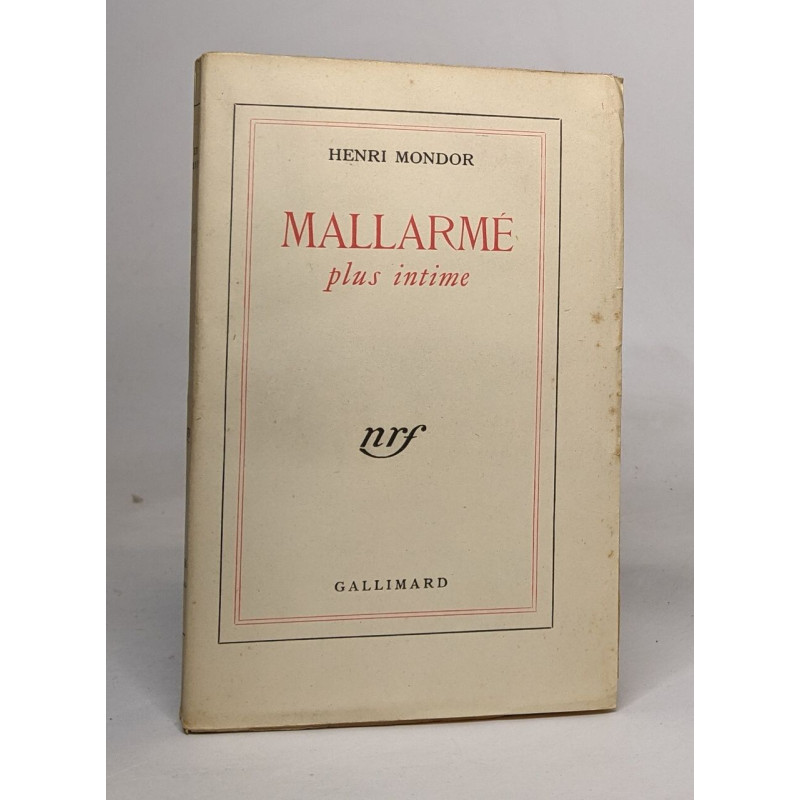 HENRI MONDOR
MALLARMÉ
plus intime
nrf
GALLIMARD